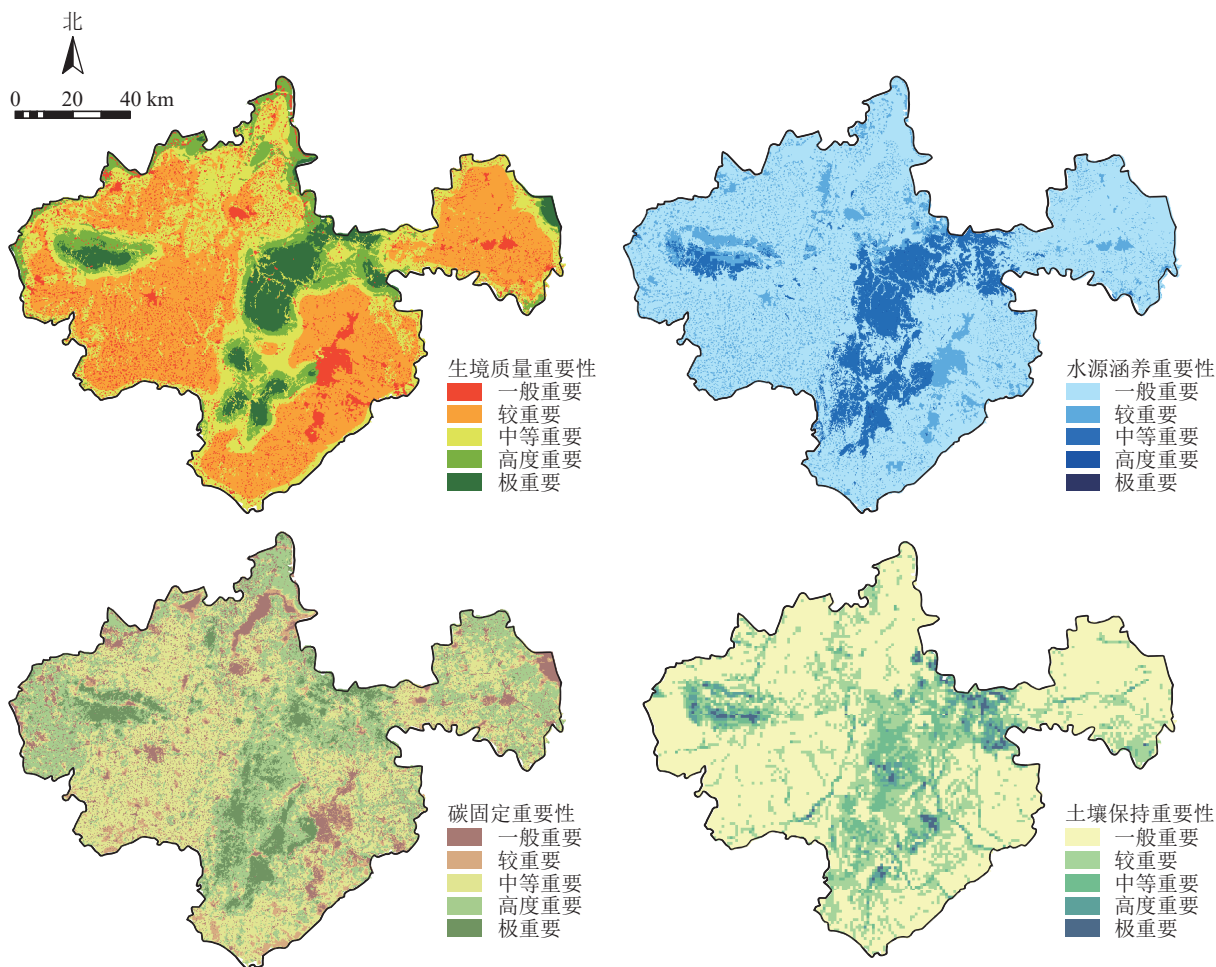 北
0 20 40 km
生境质量重要性
一般重要
较重要
中等重要
高度重要
极重要
水源涵养重要性
一般重要
较重要
中等重要
高度重要
极重要
碳固定重要性
一般重要
较重要
中等重要
高度重要
极重要
土壤保持重要性
一般重要
较重要
中等重要
高度重要
极重要